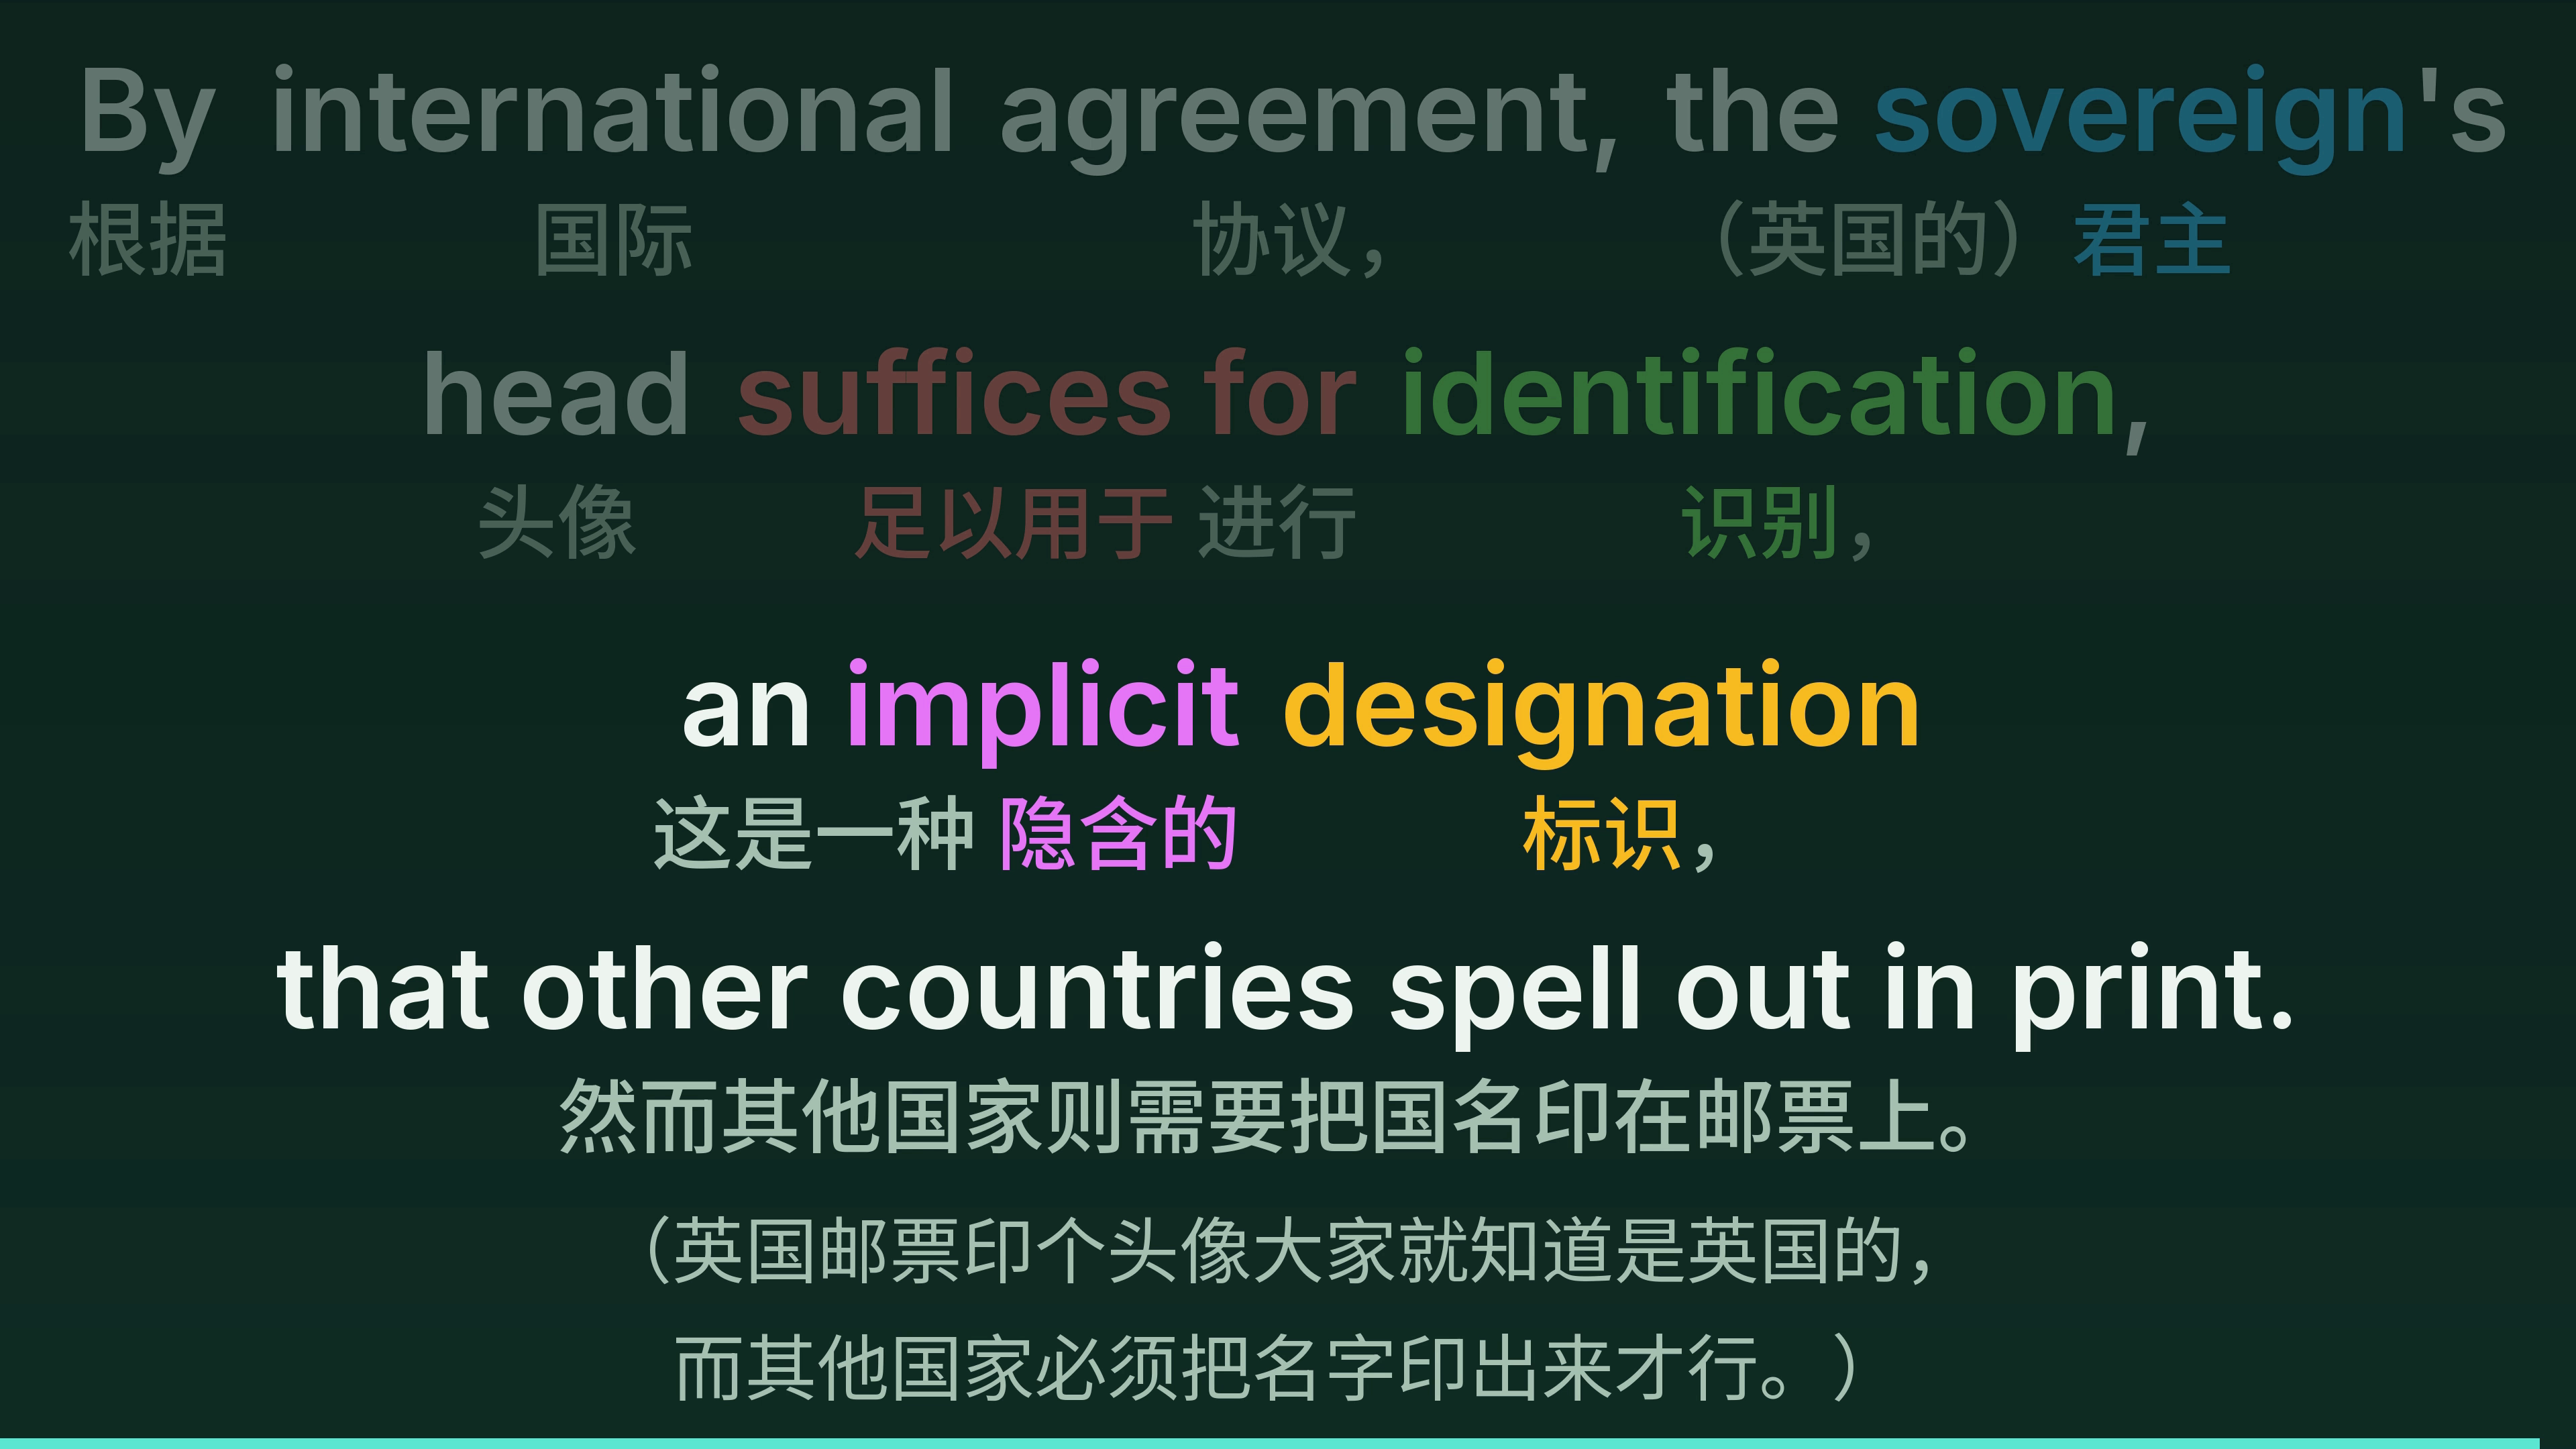 By international agreement, the sovereign's
根据 国际 协议， （英国的）君主
head suffices for identification,
头像 足以用于 进行 识别，
an implicit designation
这是一种 隐含的 标识，
that other countries spell out in print.
然而其他国家则需要把国名印在邮票上。
（英国邮票印个头像大家就知道是英国的，
而其他国家必须把名字印出来才行。）